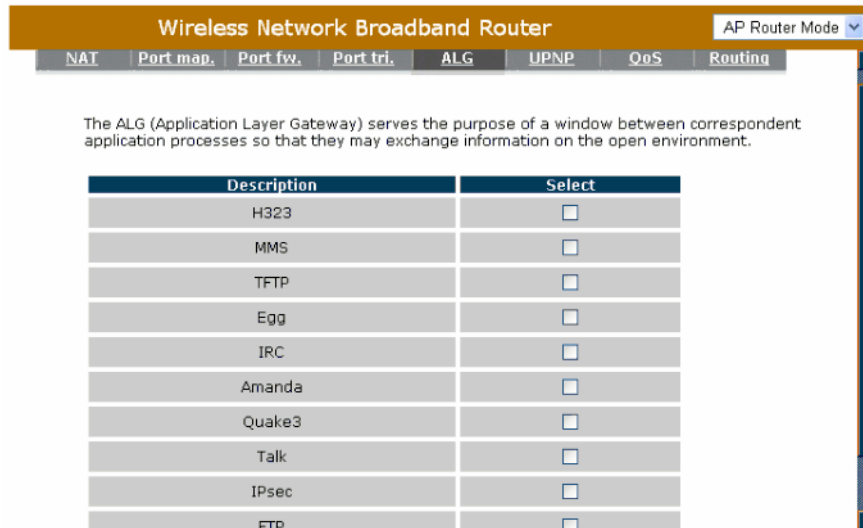 Wireless Network Broadband Router
AP Router Mode
NAT Port map. Port fw. Port tri. ALG UPNP QoS Routing
The ALG (Application Layer Gateway) serves the purpose of a window between correspondent
application processes so that they may exchange information on the open environment.
Description Select
H323
MMS
TFTP
Egg
IRC
Amanda
Quake3
Talk
IPsec
FTP